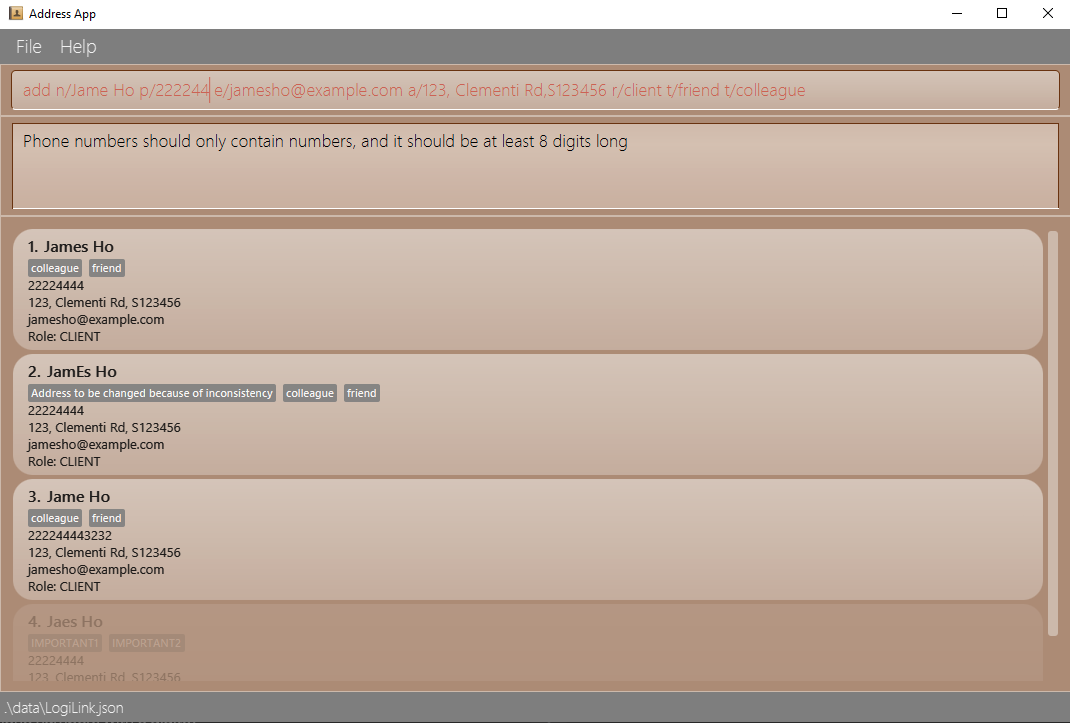 Address App
File Help
add n/Jame Ho p/222244 e/jamesho@example.com a/123, Clementi Rd,S123456 r/client t/friend t/colleague
Phone numbers should only contain numbers, and it should be at least 8 digits long
1. James Ho
colleague friend
22224444
123, Clementi Rd, S123456
jamesho@example.com
Role: CLIENT
2. JamEs Ho
Address to be changed because of inconsistency colleague friend
22224444
123, Clementi Rd, S123456
jamesho@example.com
Role: CLIENT
3. Jame Ho
colleague friend
222244443232
123, Clementi Rd, S123456
jamesho@example.com
Role: CLIENT
4. Jaes Ho
IMPORTANT1 IMPORTANT2
22224444
123, Clementi Rd, S123456
.\data\LogiLink.json